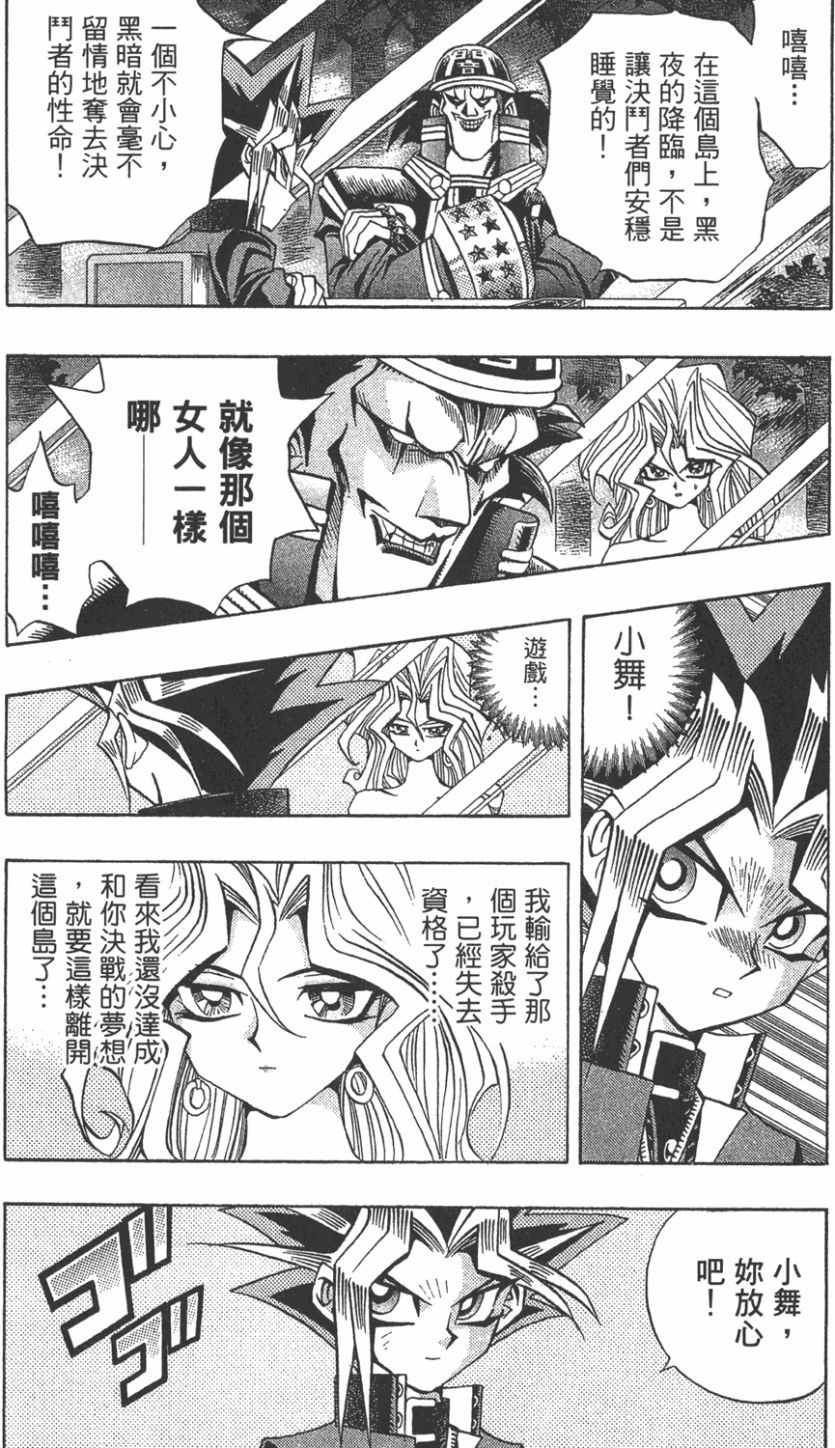 嘻嘻…
在這個島上，黑
夜的降臨，不是
讓決鬥者們安穩
睡覺的！
一個不小心，
黑暗就會毫不
留情地奪去決
鬥者的性命！
就像那個
女人一樣
哪──
嘻嘻嘻…
小舞！
遊戲…
我輸給了那
個玩家殺手
，已經失去
資格了……
看來我還沒達成
和你決戰的夢想
，就要這樣離開
這個島了…
小舞，
妳放心
吧！
ゴゴ
ゴゴ